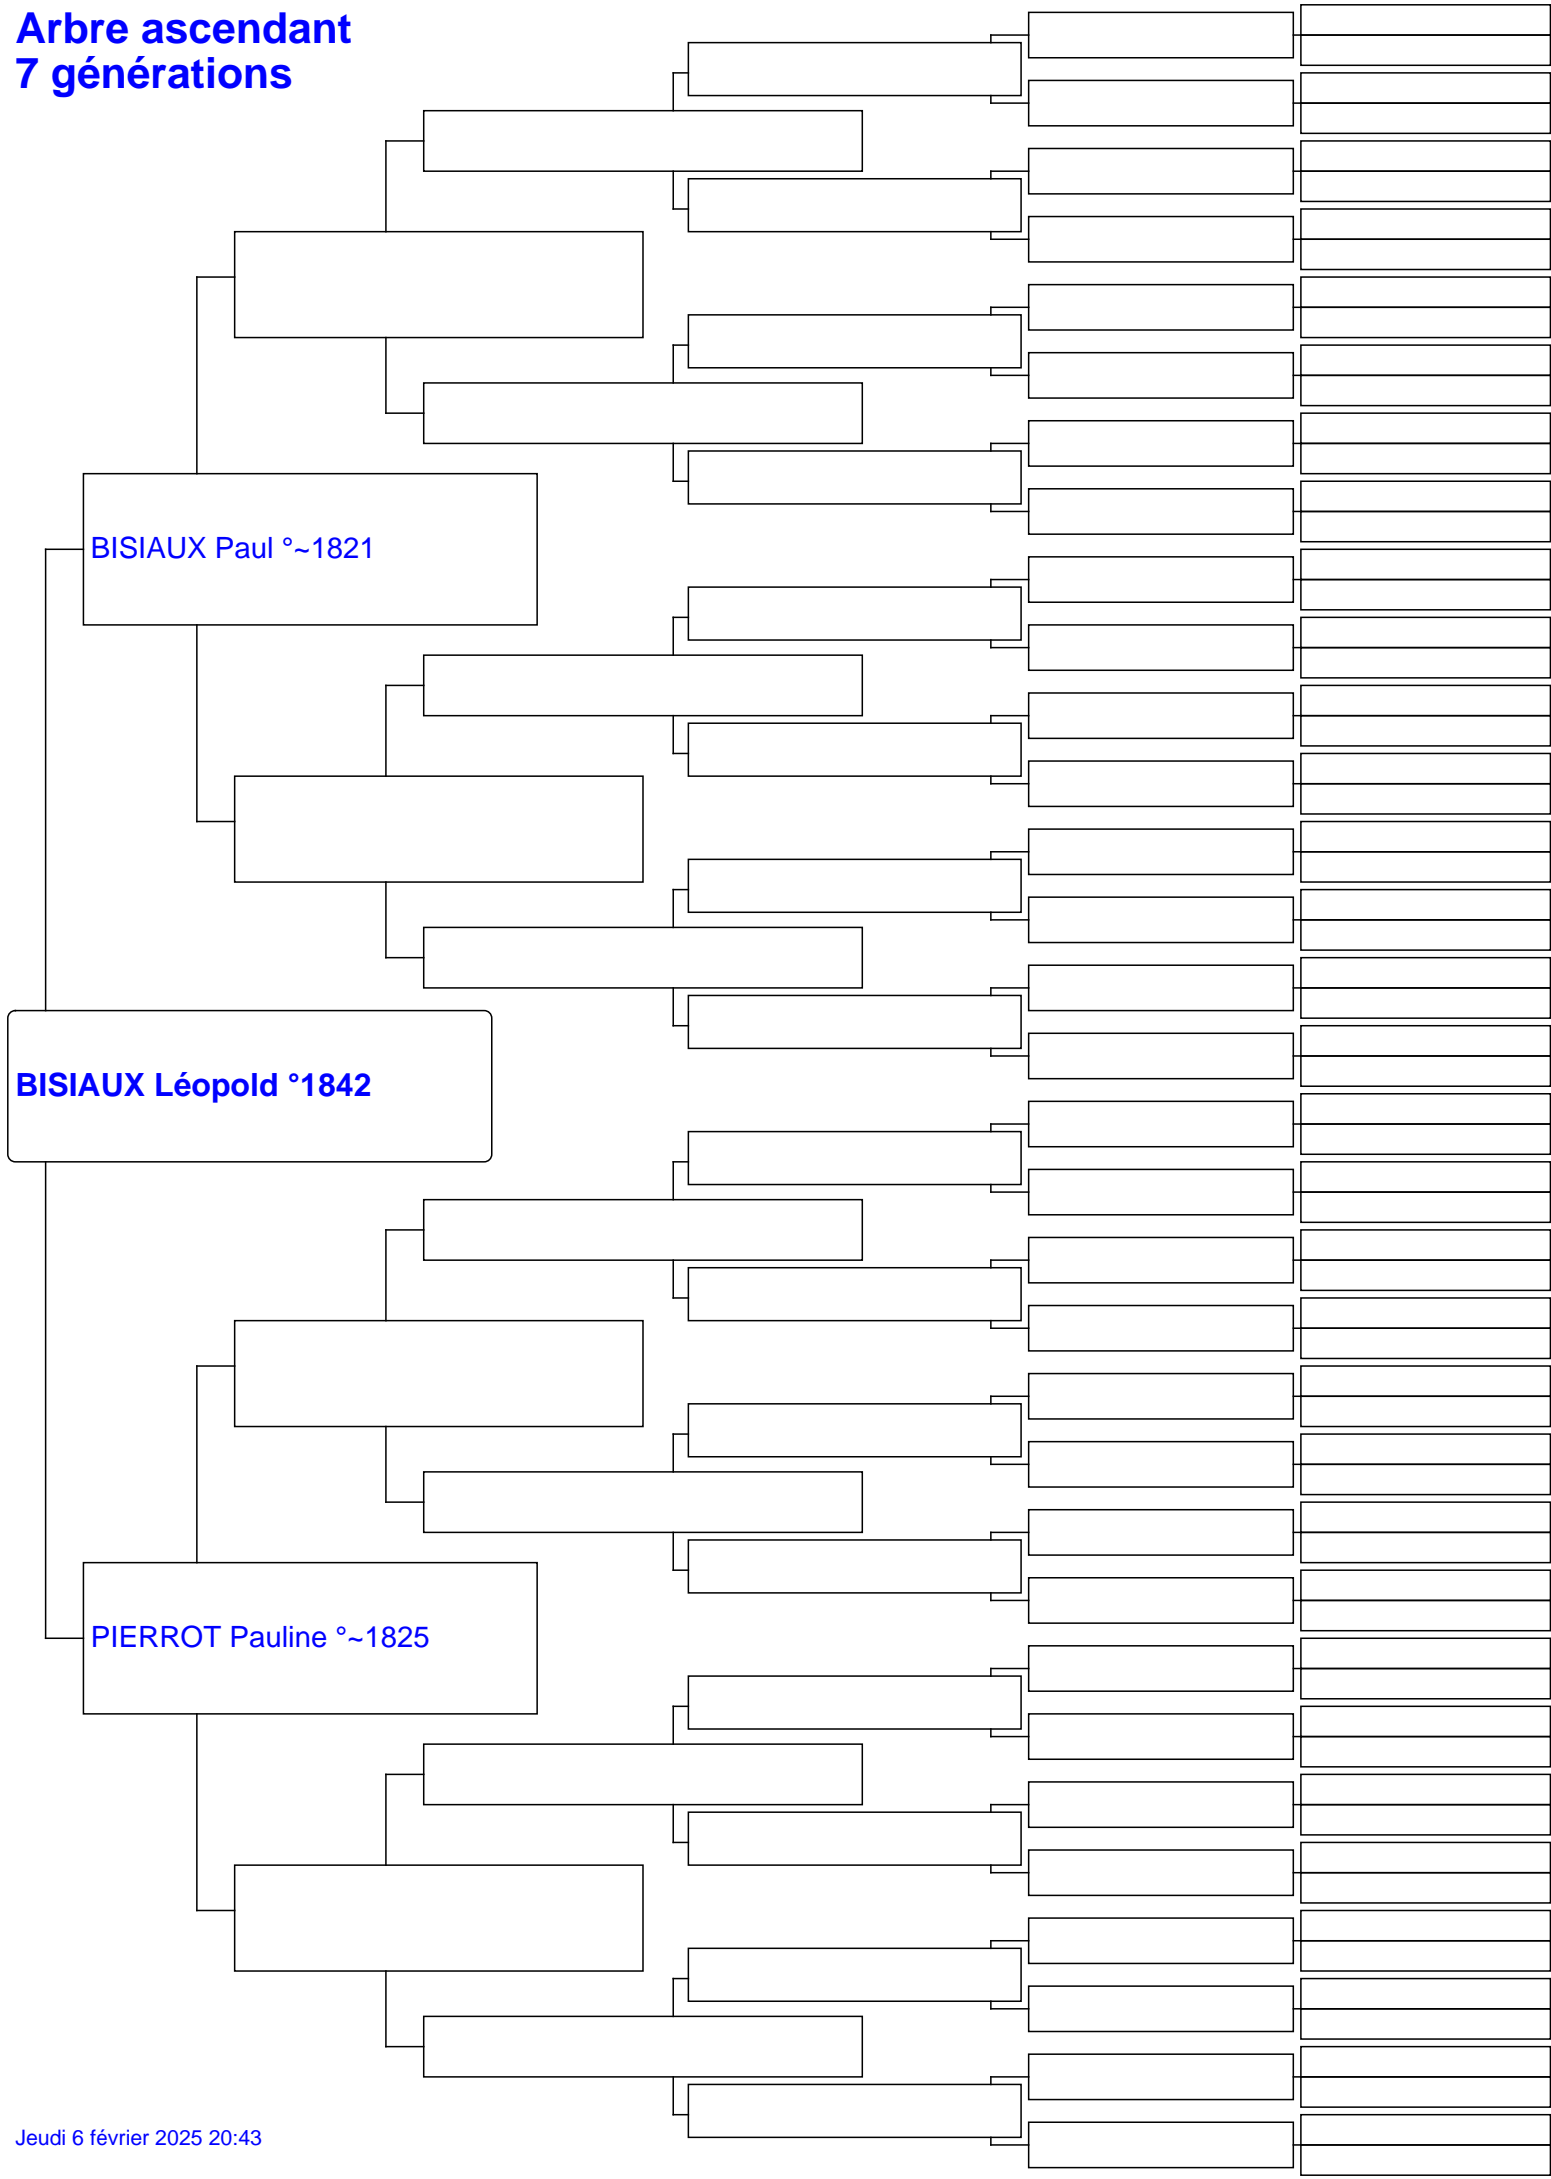 Arbre ascendant
7 générations
BISIAUX Paul °~1821
BISIAUX Léopold °1842
PIERROT Pauline °~1825
Jeudi 6 février 2025 20:43